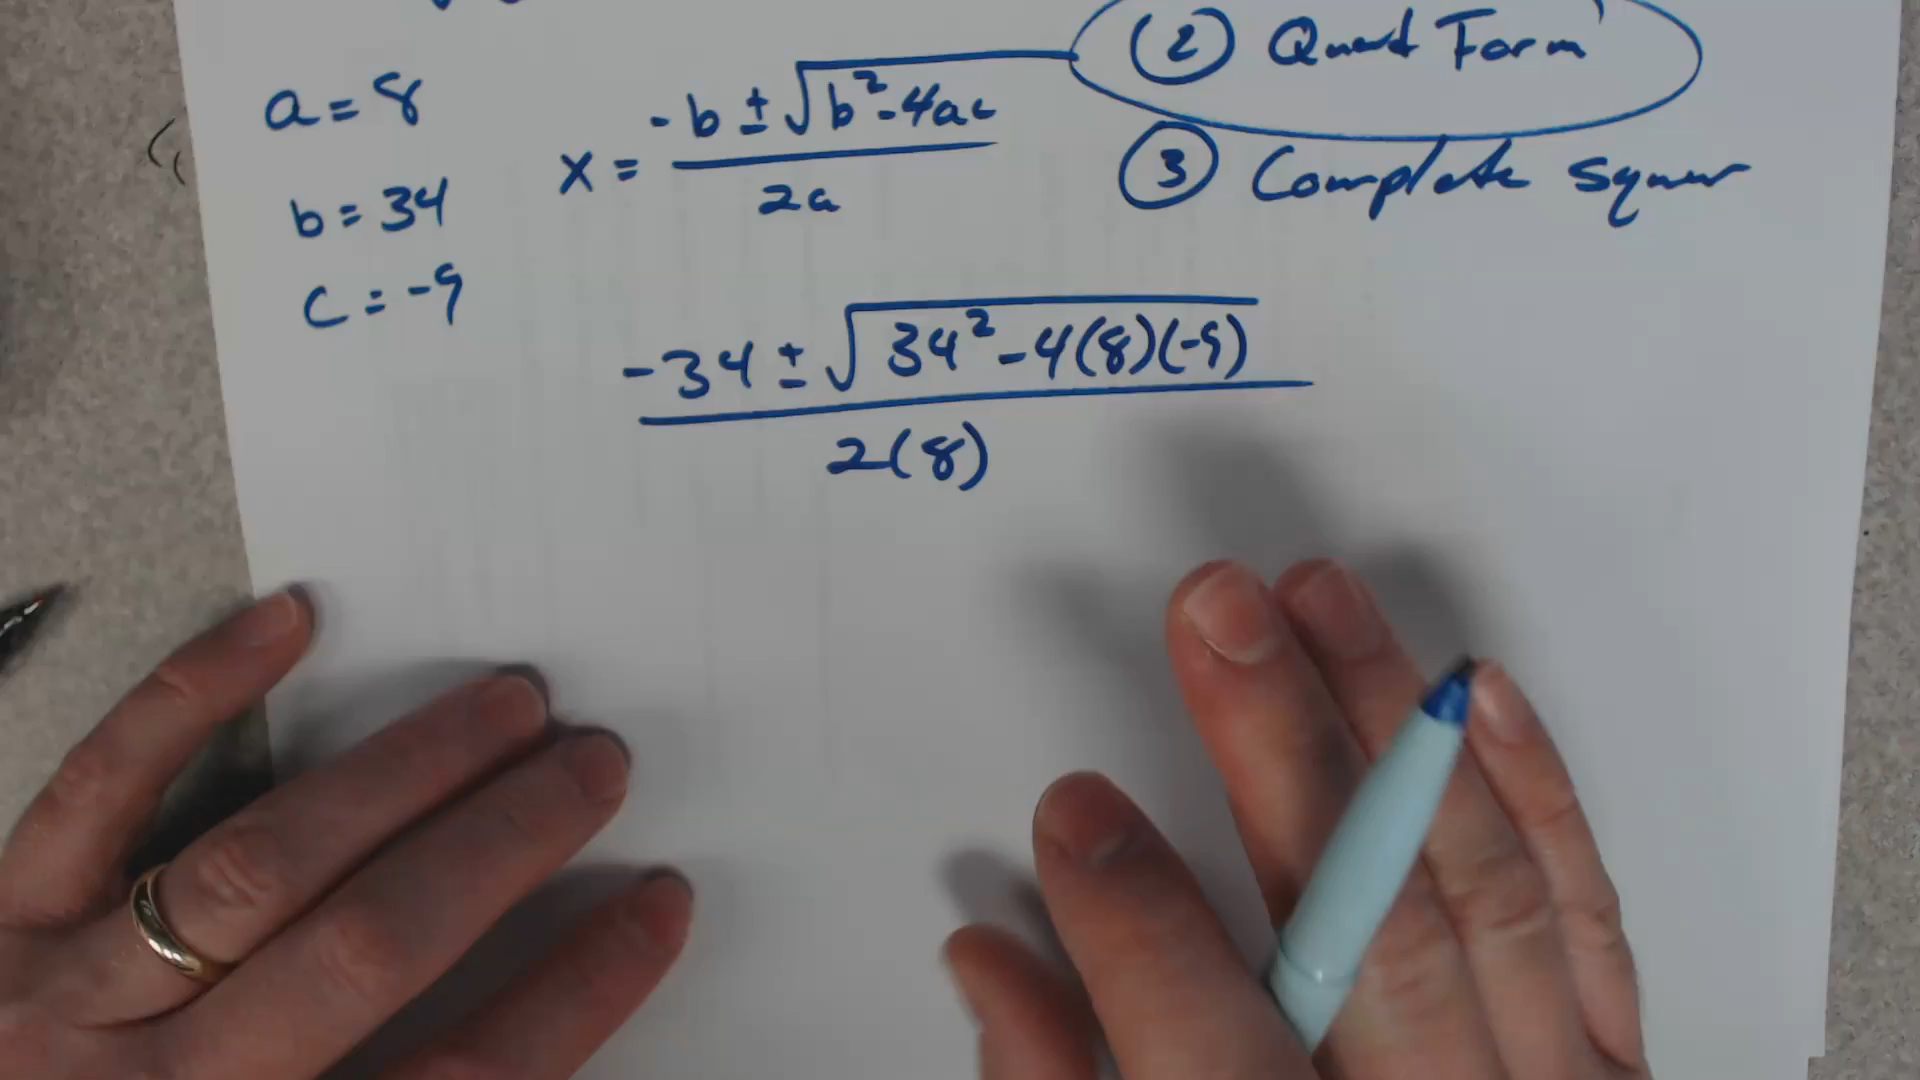 ② Quad Form
a = 8
x = -b ± √b²-4ac / 2a
③ Complete square
b = 34
c = -9
-34 ± √34² - 4(8)(-9) / 2(8)